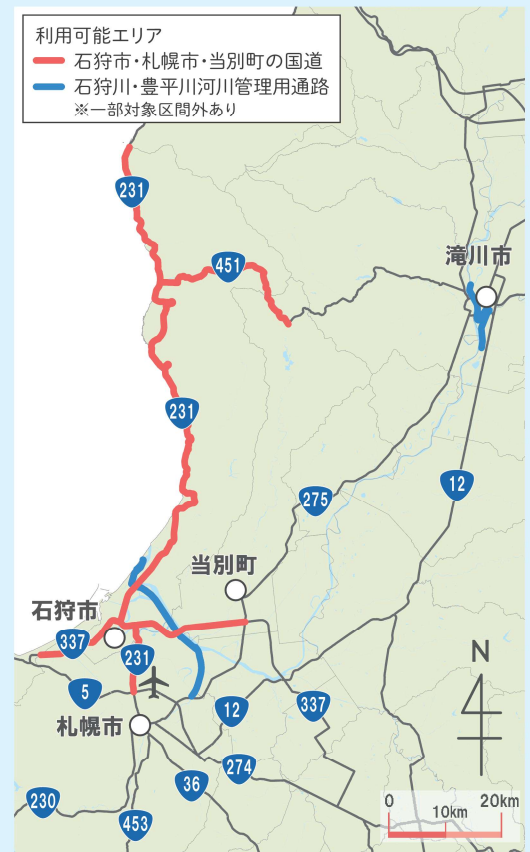 利用可能エリア
石狩市・札幌市・当別町の国道
石狩川・豊平川河川管理用通路
※一部対象区間外あり
231
451
滝川市
231
12
275
当別町
石狩市
337
231
N
5
12
337
札幌市
274
36
230
453
0 20km
10km